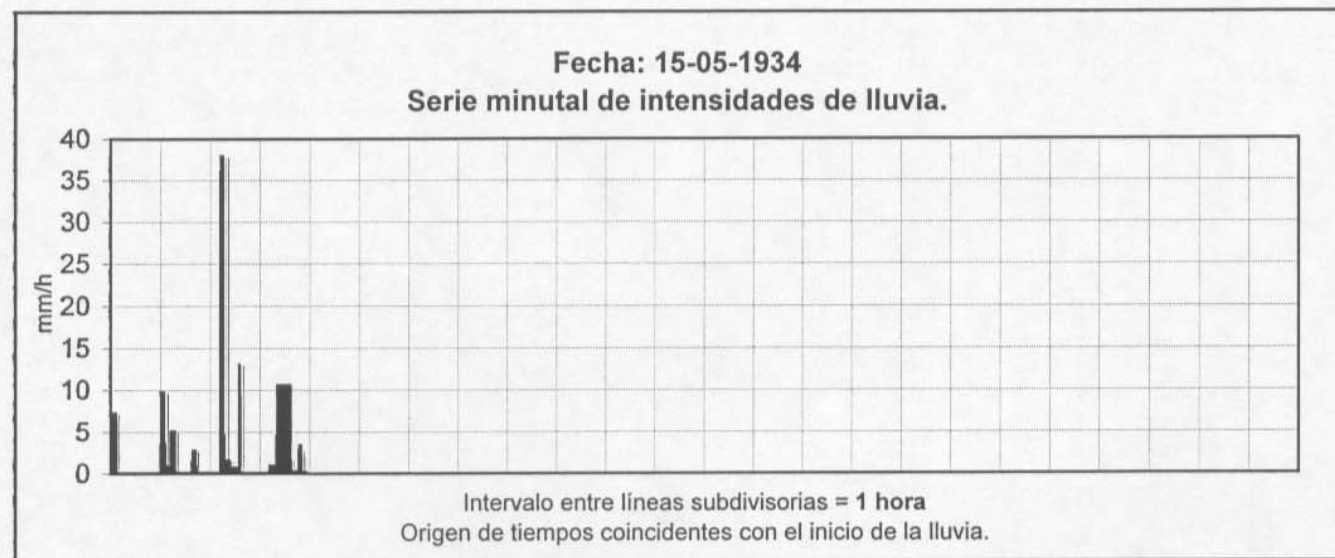 Fecha: 15-05-1934
Serie minutal de intensidades de lluvia.
40
35
30
25
20
15
10
5
0
mm/h
Intervalo entre líneas subdivisorias = 1 hora
Origen de tiempos coincidentes con el inicio de la lluvia.